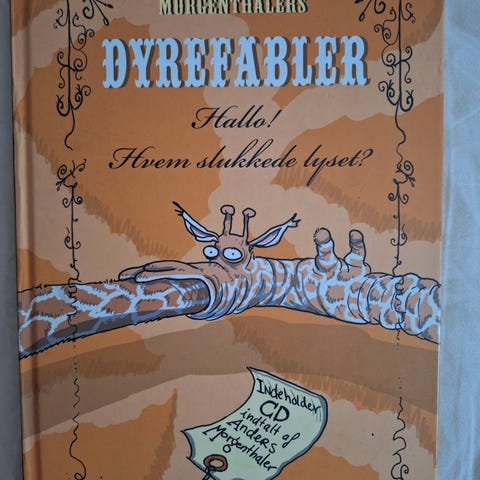 MORGENTHALERS
DYREFABLER
Hallo!
Hvem slukkede lyset?
Indeholder
CD
indtalt af
Anders
Morgenthaler